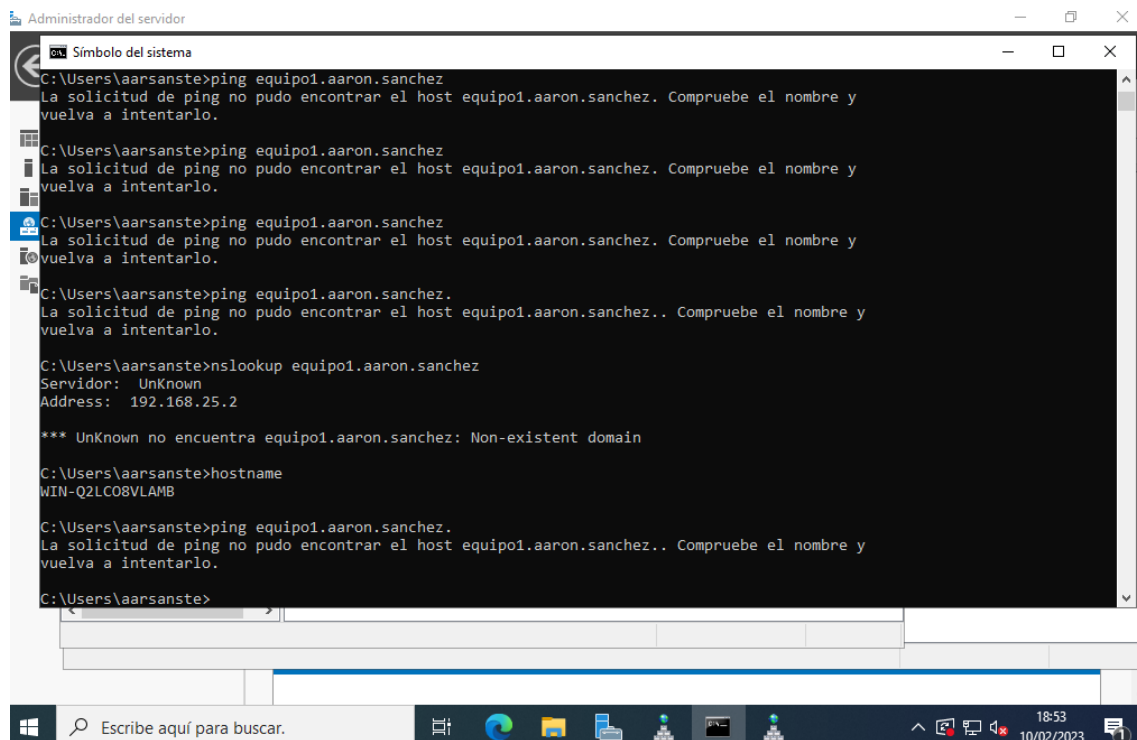 Administrador del servidor
Símbolo del sistema
C:\Users\aarsanste>ping equipo1.aaron.sanchez
La solicitud de ping no pudo encontrar el host equipo1.aaron.sanchez. Compruebe el nombre y
vuelva a intentarlo.
C:\Users\aarsanste>ping equipo1.aaron.sanchez
La solicitud de ping no pudo encontrar el host equipo1.aaron.sanchez. Compruebe el nombre y
vuelva a intentarlo.
C:\Users\aarsanste>ping equipo1.aaron.sanchez
La solicitud de ping no pudo encontrar el host equipo1.aaron.sanchez. Compruebe el nombre y
vuelva a intentarlo.
C:\Users\aarsanste>ping equipo1.aaron.sanchez.
La solicitud de ping no pudo encontrar el host equipo1.aaron.sanchez.. Compruebe el nombre y
vuelva a intentarlo.
C:\Users\aarsanste>nslookup equipo1.aaron.sanchez
Servidor:  UnKnown
Address:  192.168.25.2
*** UnKnown no encuentra equipo1.aaron.sanchez: Non-existent domain
C:\Users\aarsanste>hostname
WIN-Q2LCO8VLAMB
C:\Users\aarsanste>ping equipo1.aaron.sanchez.
La solicitud de ping no pudo encontrar el host equipo1.aaron.sanchez.. Compruebe el nombre y
vuelva a intentarlo.
C:\Users\aarsanste>
Escribe aquí para buscar.
18:53
10/02/2023
1